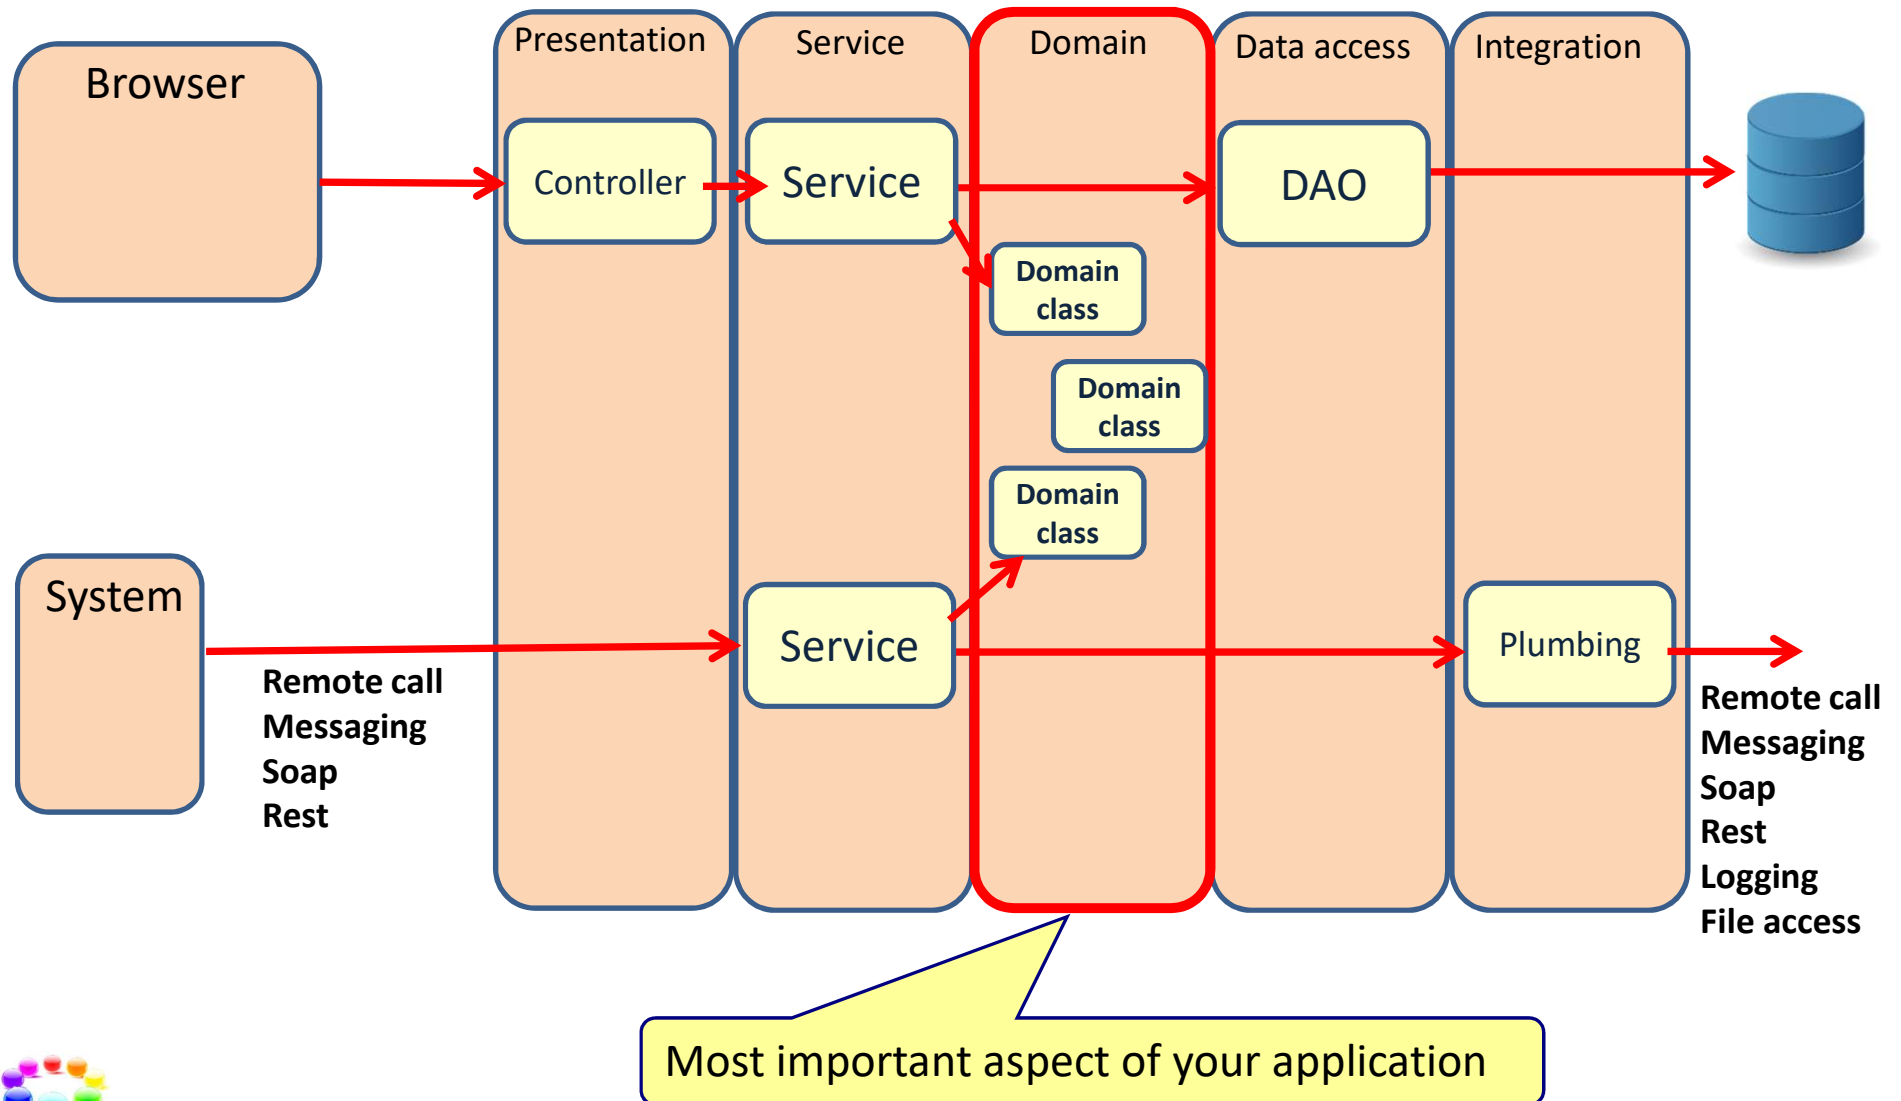 Browser
Presentation
Service
Domain
Data access
Integration
Controller
Service
DAO
Domain
class
Domain
class
Domain
class
System
Service
Plumbing
Remote call
Messaging
Soap
Rest
Remote call
Messaging
Soap
Rest
Logging
File access
Most important aspect of your application